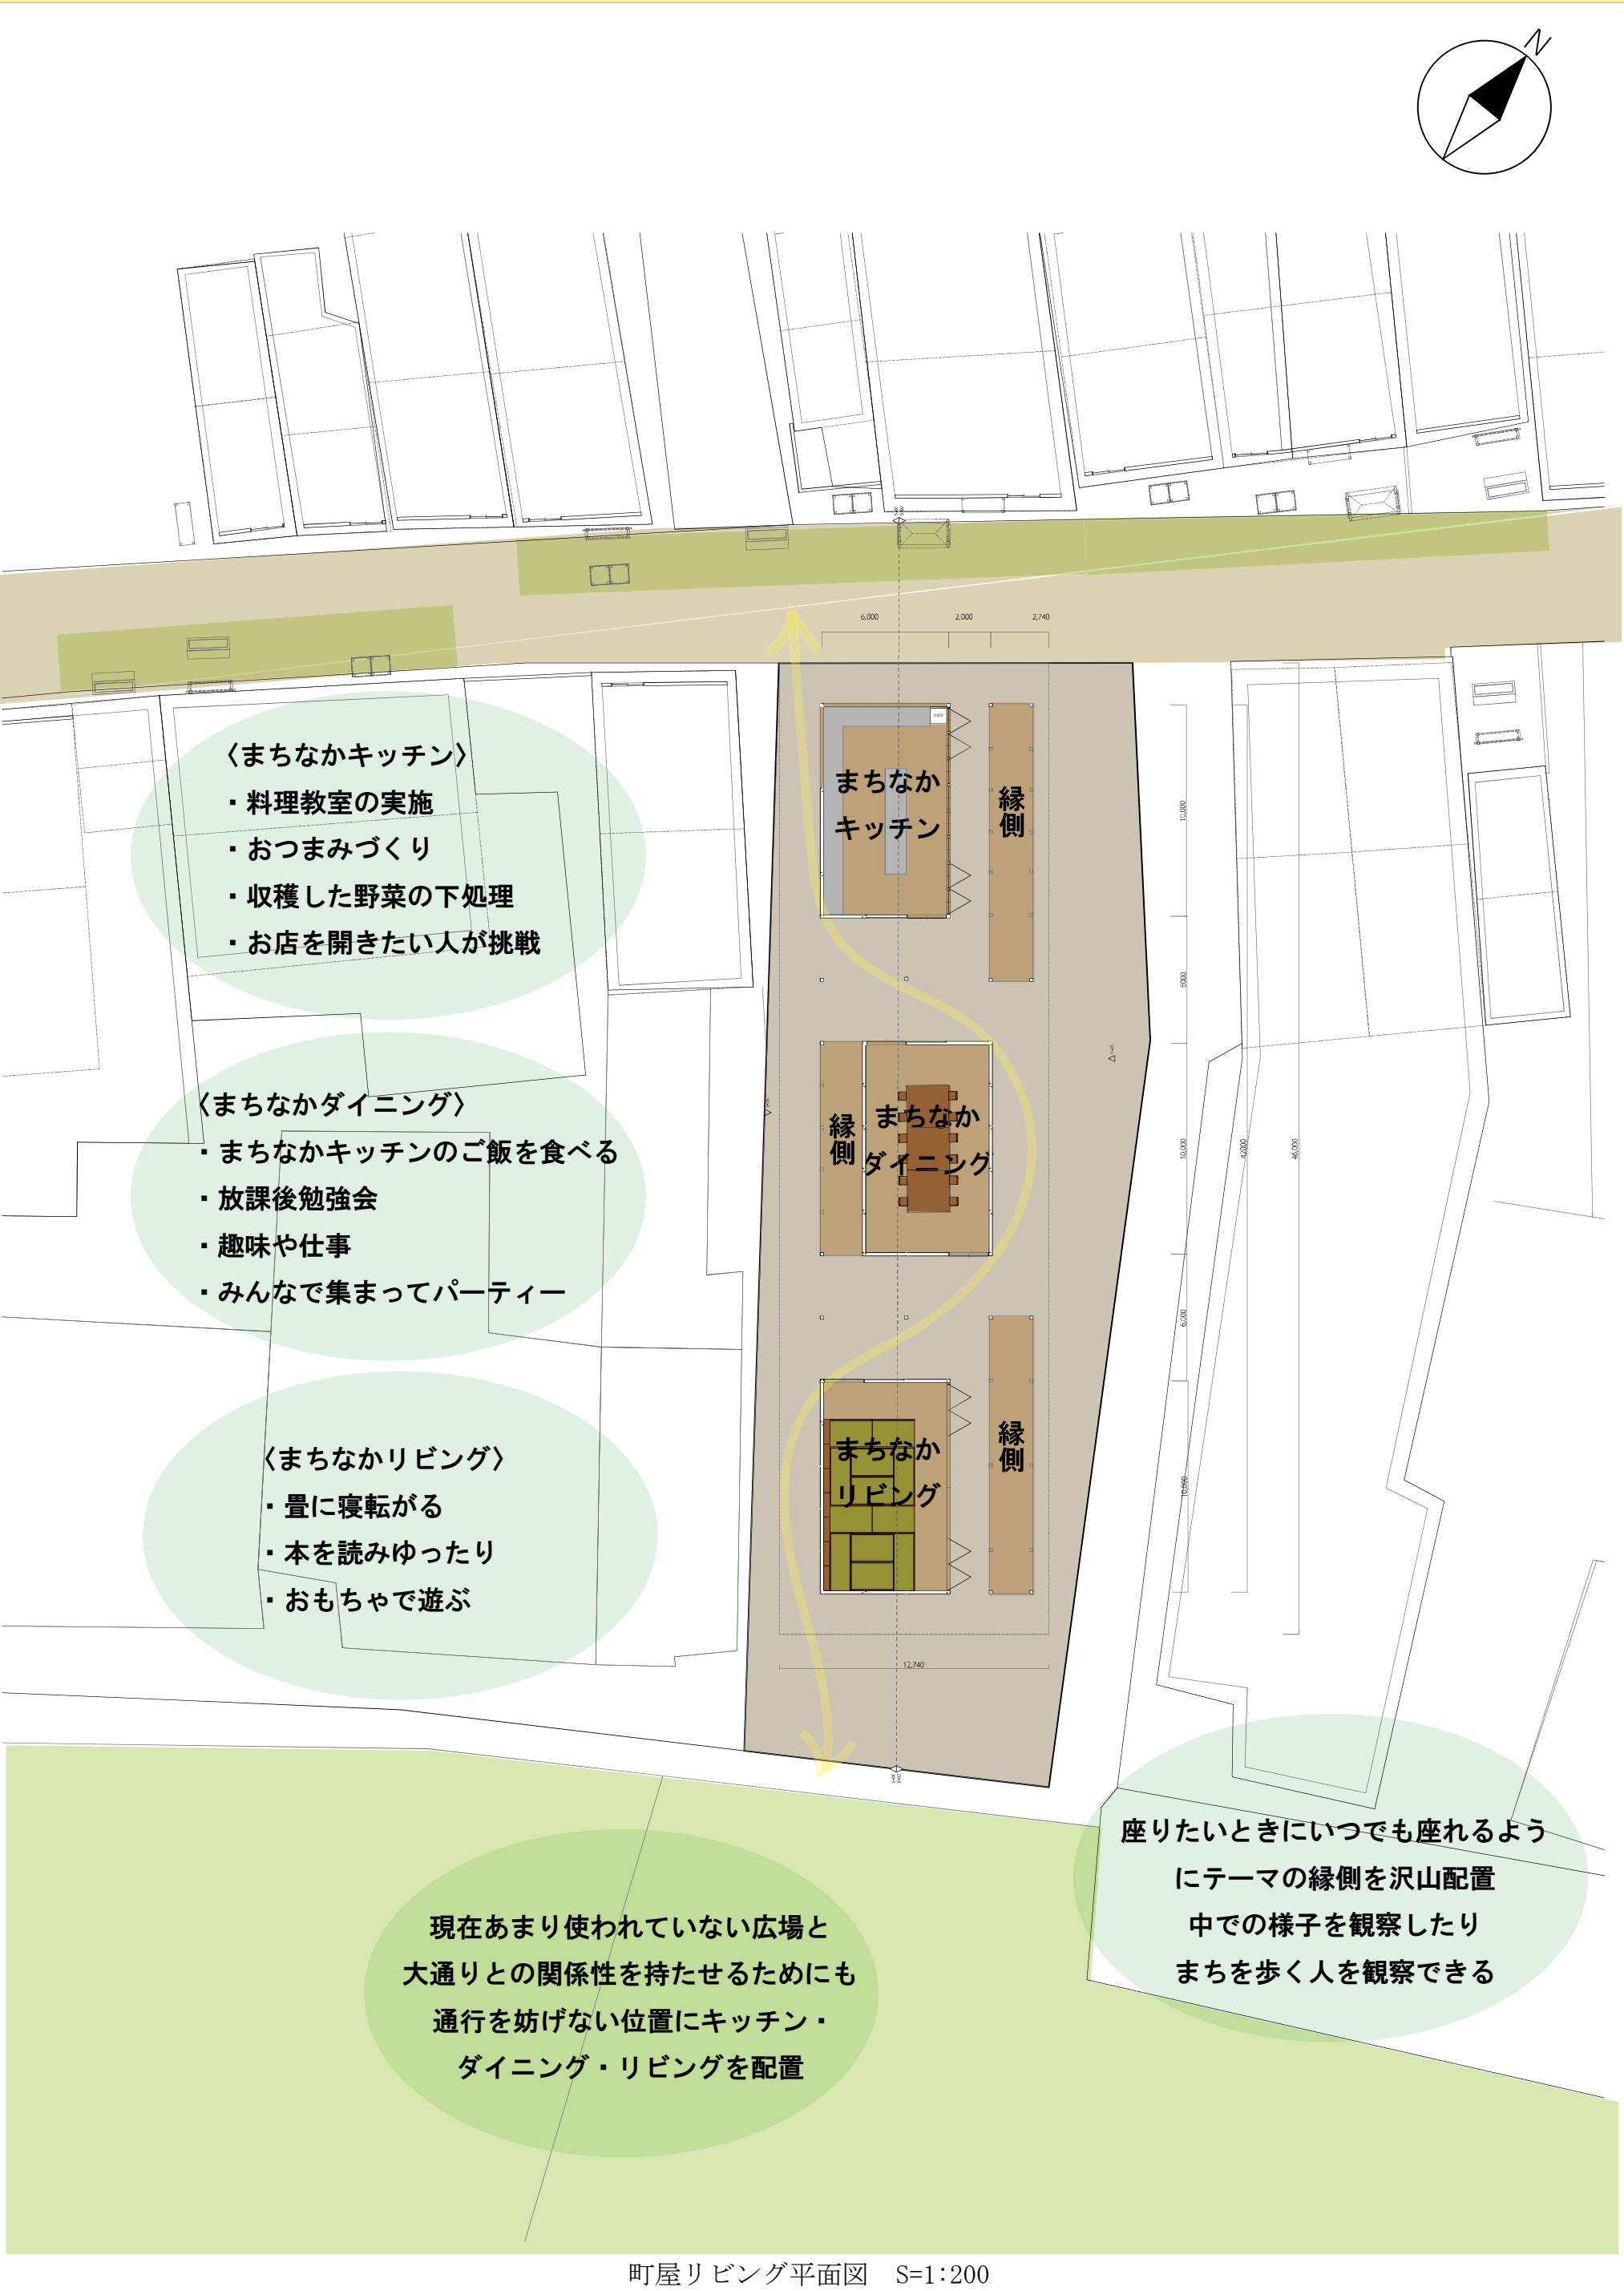 N
6,000
2,000
2,740
〈まちなかキッチン〉
・料理教室の実施
・おつまみづくり
・収穫した野菜の下処理
・お店を開きたい人が挑戦
まちなか
キッチン
縁側
10,000
6000
〈まちなかダイニング〉
・まちなかキッチンのご飯を食べる
・放課後勉強会
・趣味や仕事
・みんなで集まってパーティー
縁側
まちなか
ダイニング
10,000
42000
46,000
6,000
〈まちなかリビング〉
・畳に寝転がる
・本を読みゆったり
・おもちゃで遊ぶ
まちなか
リビング
縁側
10,000
12,740
座りたいときにいつでも座れるよう
にテーマの縁側を沢山配置
中での様子を観察したり
まちを歩く人を観察できる
現在あまり使われていない広場と
大通りとの関係性を持たせるためにも
通行を妨げない位置にキッチン・
ダイニング・リビングを配置
町屋リビング平面図　S=1:200